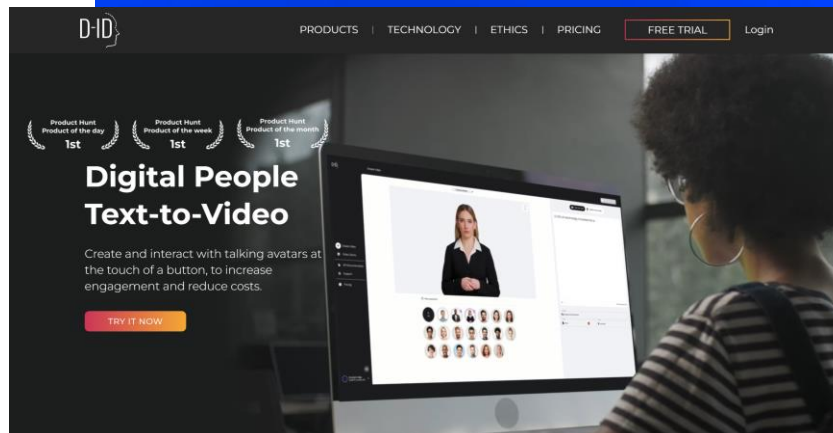 D-ID
PRODUCTS | TECHNOLOGY | ETHICS | PRICING
FREE TRIAL
Login
Product Hunt
Product of the day
1st
Product Hunt
Product of the week
1st
Product Hunt
Product of the month
1st
Digital People
Text-to-Video
Create and interact with talking avatars at
the touch of a button, to increase
engagement and reduce costs.
TRY IT NOW